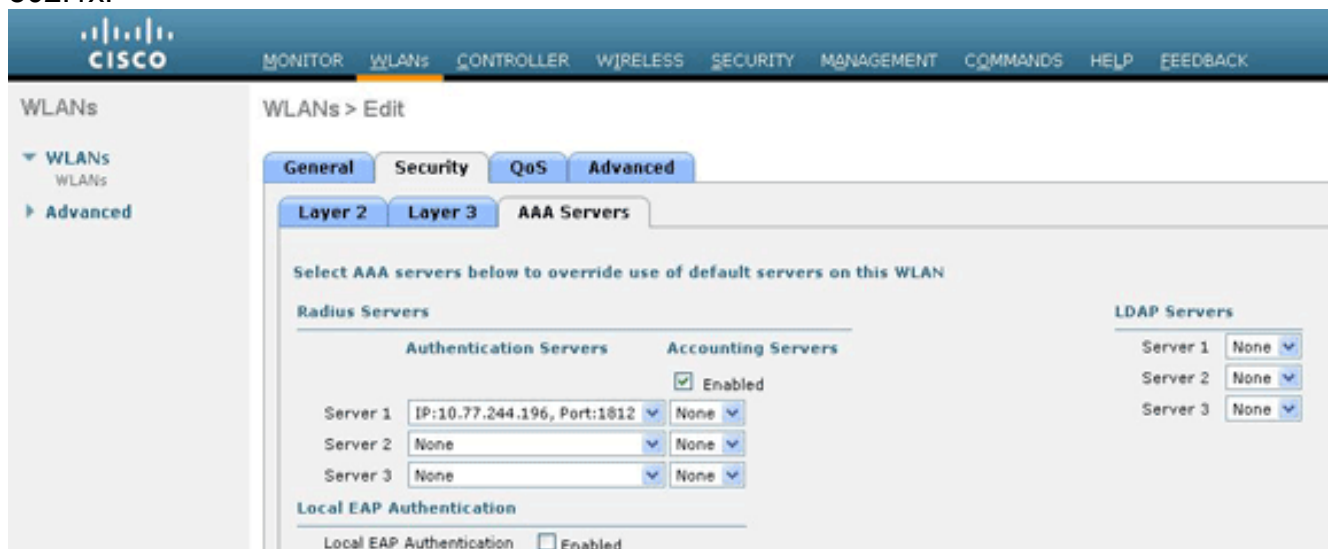 CISCO
MONITOR WLANs CONTROLLER WIRELESS SECURITY MANAGEMENT COMMANDS HELP FEEDBACK
WLANs
WLANs > Edit
WLANs
WLANs
Advanced
General Security QoS Advanced
Layer 2 Layer 3 AAA Servers
Select AAA servers below to override use of default servers on this WLAN
Radius Servers
LDAP Servers
Authentication Servers Accounting Servers
Server 1 None
Enabled
Server 2 None
Server 1 IP:10.77.244.196, Port:1812 None
Server 3 None
Server 2 None None
Server 3 None None
Local EAP Authentication
Local EAP Authentication Enabled